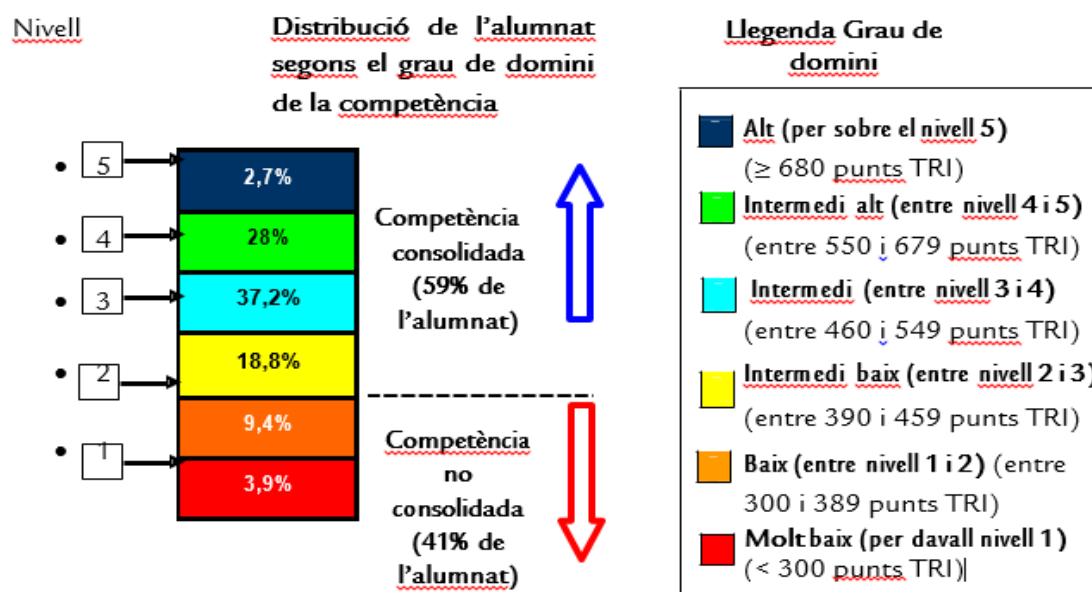 Nivell
Distribució de l’alumnat
segons el grau de domini
de la competència
5
4
3
2
1
2,7%
28%
37,2%
18,8%
9,4%
3,9%
Competència
consolidada
(59% de
l’alumnat)
Competència
no
consolidada
(41% de
l’alumnat)
Llegenda Grau de
domini
Alt (per sobre el nivell 5)
(≥ 680 punts TRI)
Intermedi alt (entre nivell 4 i 5)
(entre 550 i 679 punts TRI)
Intermedi (entre nivell 3 i 4)
(entre 460 i 549 punts TRI)
Intermedi baix (entre nivell 2 i 3)
(entre 390 i 459 punts TRI)
Baix (entre nivell 1 i 2) (entre
300 i 389 punts TRI)
Molt baix (per davall nivell 1)
(< 300 punts TRI)